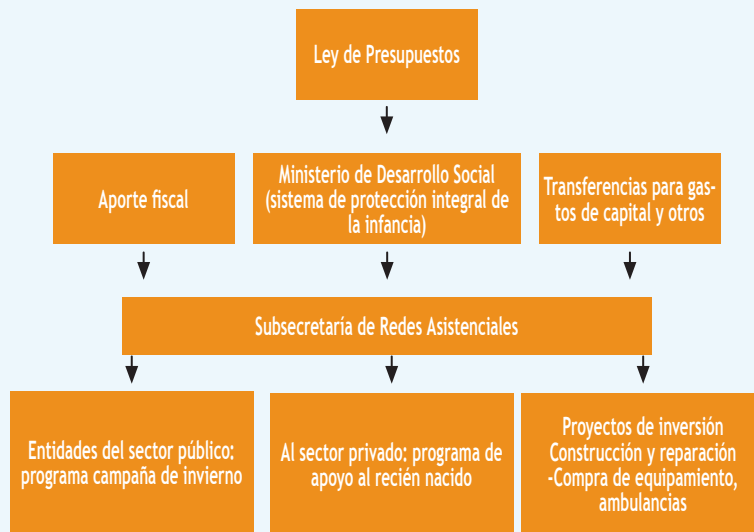 Ley de Presupuestos
Aporte fiscal
Ministerio de Desarrollo Social
(sistema de protección integral de
la infancia)
Transferencias para gas-
tos de capital y otros
Subsecretaría de Redes Asistenciales
Entidades del sector público:
programa campaña de invierno
Al sector privado: programa de
apoyo al recién nacido
Proyectos de inversión
Construcción y reparación
-Compra de equipamiento,
ambulancias